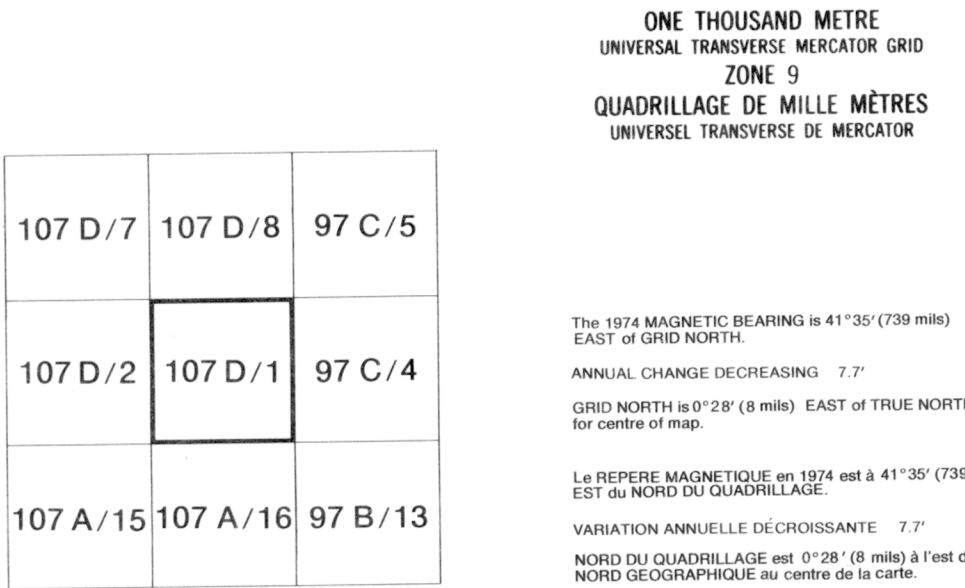 ONE THOUSAND METRE
UNIVERSAL TRANSVERSE MERCATOR GRID
ZONE 9
QUADRILLAGE DE MILLE MÈTRES
UNIVERSEL TRANSVERSE DE MERCATOR
107 D/7 107 D/8 97 C/5
107 D/2 107 D/1 97 C/4
107 A/15 107 A/16 97 B/13
The 1974 MAGNETIC BEARING is 41°35′ (739 mils)
EAST of GRID NORTH.
ANNUAL CHANGE DECREASING 7.7′
GRID NORTH is 0°28′ (8 mils) EAST of TRUE NORT
for centre of map.
Le REPERE MAGNETIQUE en 1974 est à 41°35′ (739
EST du NORD DU QUADRILLAGE.
VARIATION ANNUELLE DÉCROISSANTE 7.7′
NORD DU QUADRILLAGE est 0°28′ (8 mils) à l'est d
NORD GEOGRAPHIQUE au centre de la carte.